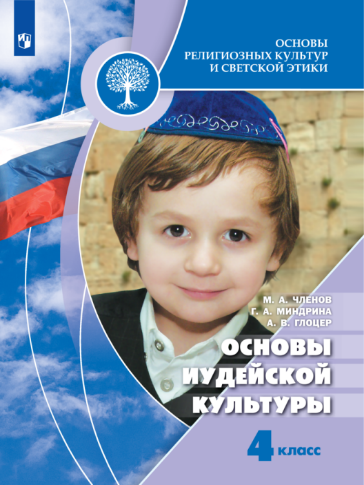 ОСНОВЫ
РЕЛИГИОЗНЫХ КУЛЬТУР
И СВЕТСКОЙ ЭТИКИ
М. А. ЧЛЕНОВ
Г. А. МИНДРИНА
А. В. ГЛОЦЕР
ОСНОВЫ
ИУДЕЙСКОЙ
КУЛЬТУРЫ
4 класс